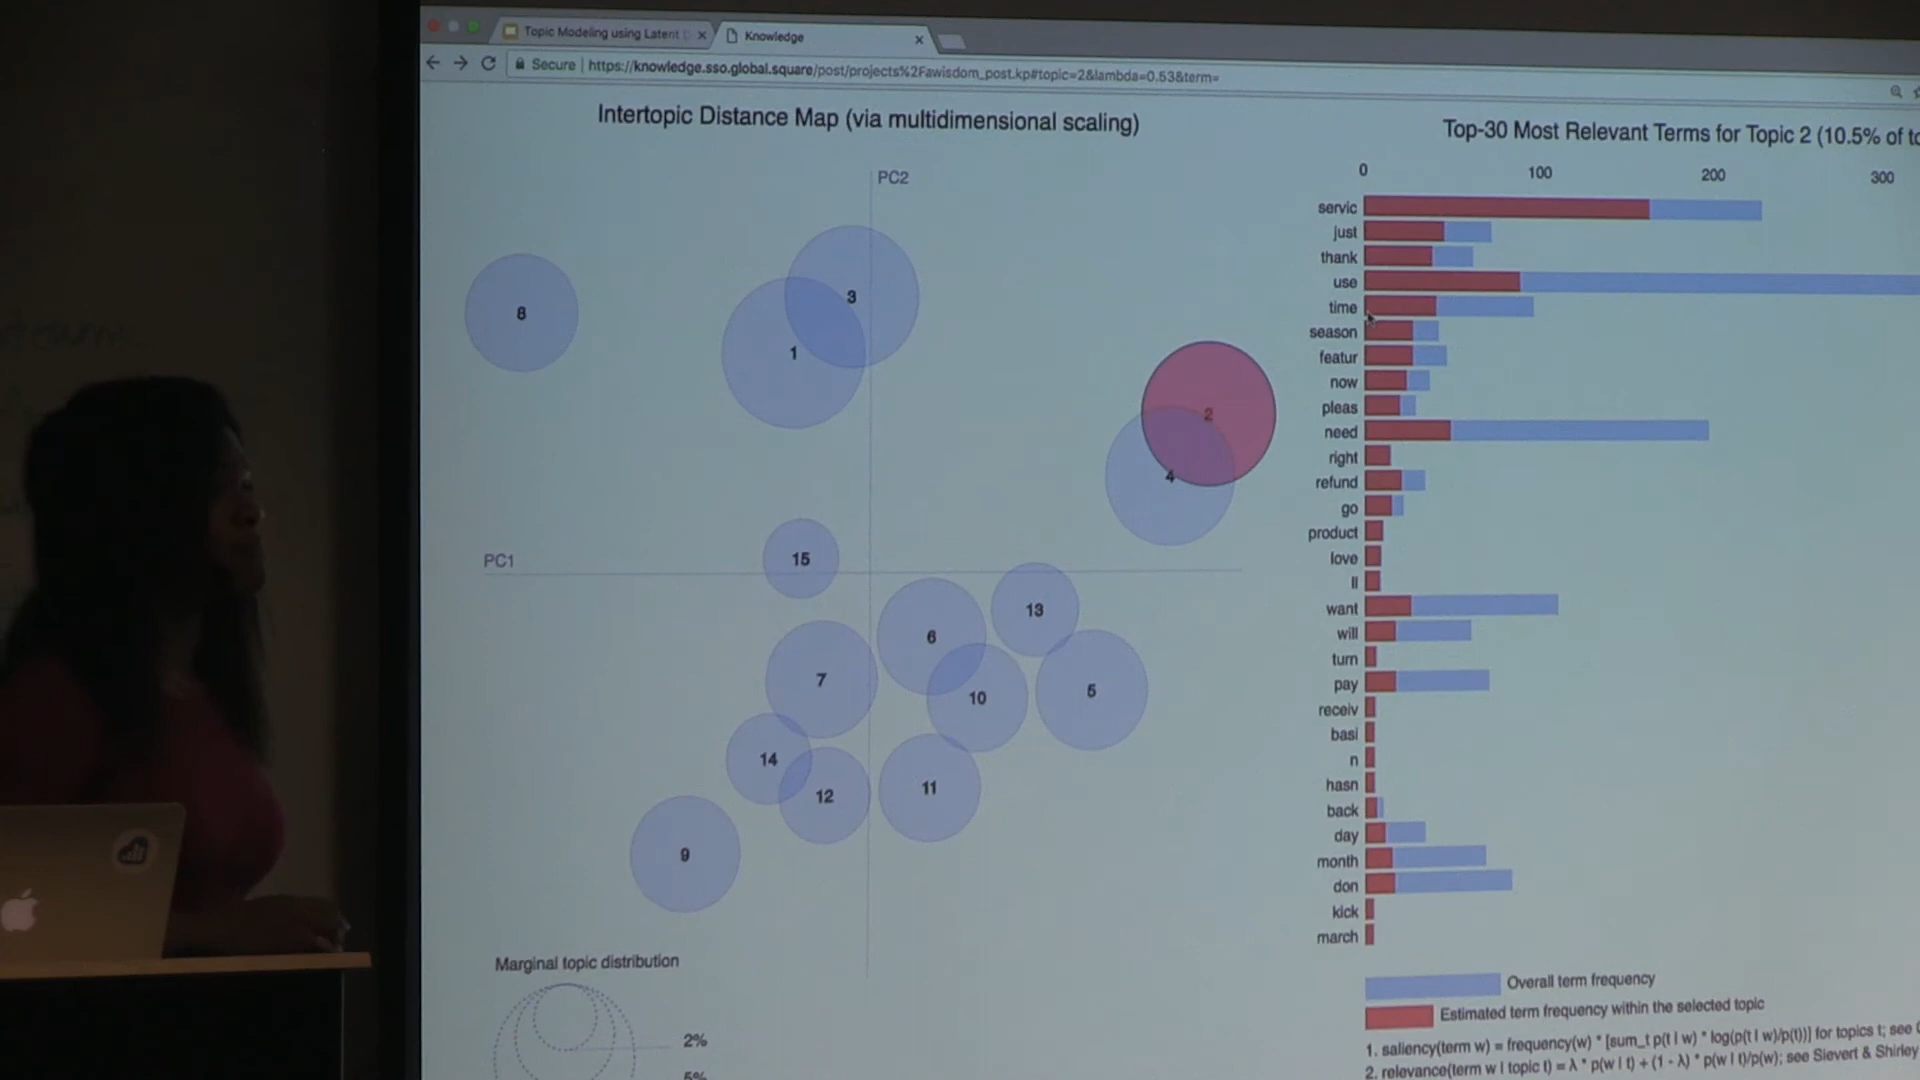 Topic Modeling using Latent
Knowledge
Secure | https://knowledge.sso.global.square/post/projects%2Fawisdom_post.kp#topic=2&lambda=0.53&term=
Intertopic Distance Map (via multidimensional scaling)
Top-30 Most Relevant Terms for Topic 2 (10.5% of to
PC2
0 100 200 300
servic
just
thank
use
time
season
featur
now
pleas
need
right
refund
go
product
love
ll
want
will
turn
pay
receiv
basi
n
hasn
back
day
month
don
kick
march
8
3
1
2
4
PC1
15
13
6
7
10
5
14
12
11
9
Marginal topic distribution
2%
5%
Overall term frequency
Estimated term frequency within the selected topic
1. saliency(term w) = frequency(w) * [sum_t p(t | w) * log(p(t | w)/p(t))] for topics t; see
2. relevance(term w | topic t) = λ * p(w | t) + (1 - λ) * p(w | t)/p(w); see Sievert & Shirley